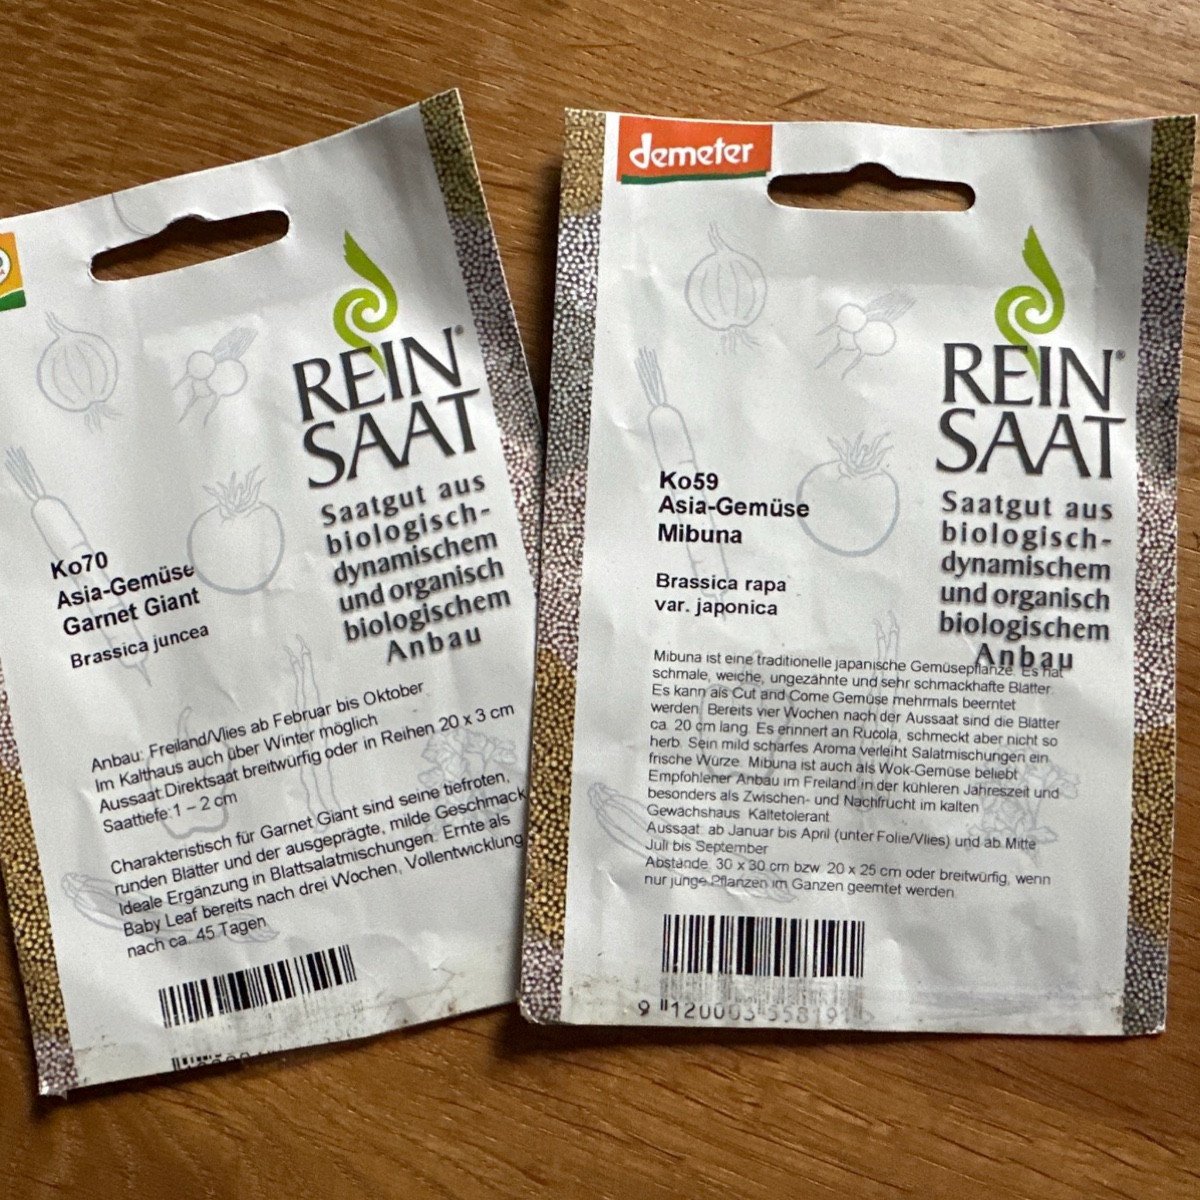 REIN
SAAT
®
Saatgut aus
biologisch-
dynamischem
und organisch
biologischem
Anbau
Ko70
Asia-Gemüse
Garnet Giant
Brassica juncea
Anbau: Freiland/Vlies ab Februar bis Oktober
Im Kalthaus auch über Winter möglich
Aussaat:Direktsaat breitwürfig oder in Reihen 20 x 3 cm
Saattiefe:1 – 2 cm
Charakteristisch für Garnet Giant sind seine tiefroten,
runden Blätter und der ausgeprägte, milde Geschmack
Ideale Ergänzung in Blattsalatmischungen. Ernte als
Baby Leaf bereits nach drei Wochen, Vollentwicklung
nach ca. 45 Tagen
demeter
REIN
SAAT
®
Saatgut aus
biologisch-
dynamischem
und organisch
biologischem
Anbau
Ko59
Asia-Gemüse
Mibuna
Brassica rapa
var. japonica
Mibuna ist eine traditionelle japanische Gemüsepflanze. Es hat
schmale, weiche, ungezähnte und sehr schmackhafte Blätter
Es kann als Cut and Come Gemüse mehrmals beerntet
werden. Bereits vier Wochen nach der Aussaat sind die Blätter
ca. 20 cm lang. Es erinnert an Rucola, schmeckt aber nicht so
herb. Sein mild scharfes Aroma verleiht Salatmischungen ein
frische Würze. Mibuna ist auch als Wok-Gemüse beliebt
Empfohlener Anbau im Freiland in der kühleren Jahreszeit und
besonders als Zwischen- und Nachfrucht im kalten
Gewächshaus. Kältetolerant
Aussaat: ab Januar bis April (unter Folie/Vlies) und ab Mitte
Juli bis September
Abstände: 30 x 30 cm bzw. 20 x 25 cm oder breitwürfig, wenn
nur junge Pflanzen im Ganzen geerntet werden
9 120003 558191